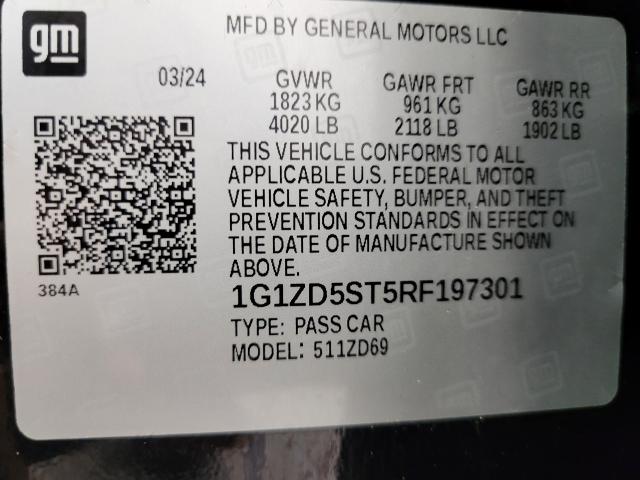 gm
MFD BY GENERAL MOTORS LLC
03/24 GVWR GAWR FRT GAWR RR
1823 KG 961 KG 863 KG
4020 LB 2118 LB 1902 LB
THIS VEHICLE CONFORMS TO ALL
APPLICABLE U.S. FEDERAL MOTOR
VEHICLE SAFETY, BUMPER, AND THEFT
PREVENTION STANDARDS IN EFFECT ON
THE DATE OF MANUFACTURE SHOWN
ABOVE.
384A
1G1ZD5ST5RF197301
TYPE: PASS CAR
MODEL: 511ZD69